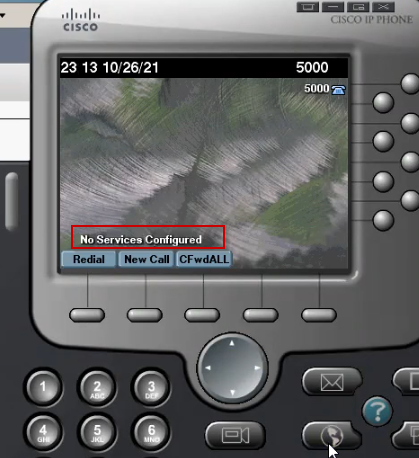 CISCO
CISCO IP PHONE
23 13 10/26/21 5000
5000
No Services Configured
Redial New Call CFwdALL
1 2 ABC 3 DEF
4 GHI 5 JKL 6 MNO
?